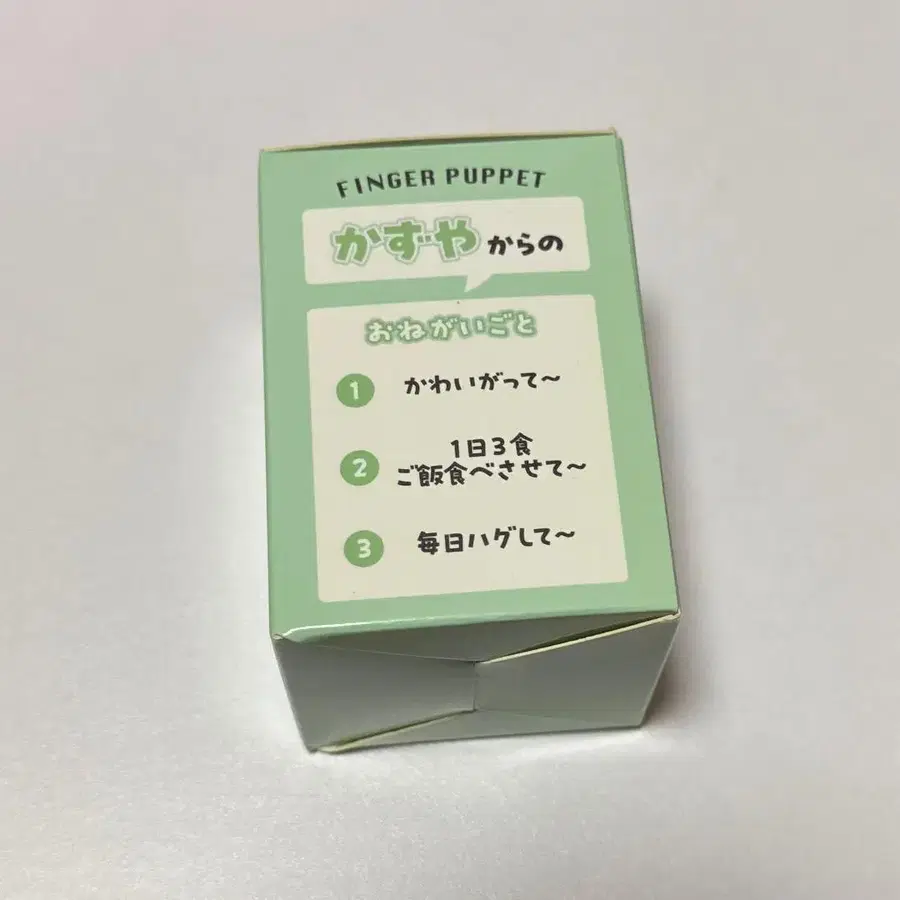 FINGER PUPPET
かずやからの
おねがいごと
1 かわいがって～
2 1日3食
ご飯食べさせて～
3 毎日ハグして～